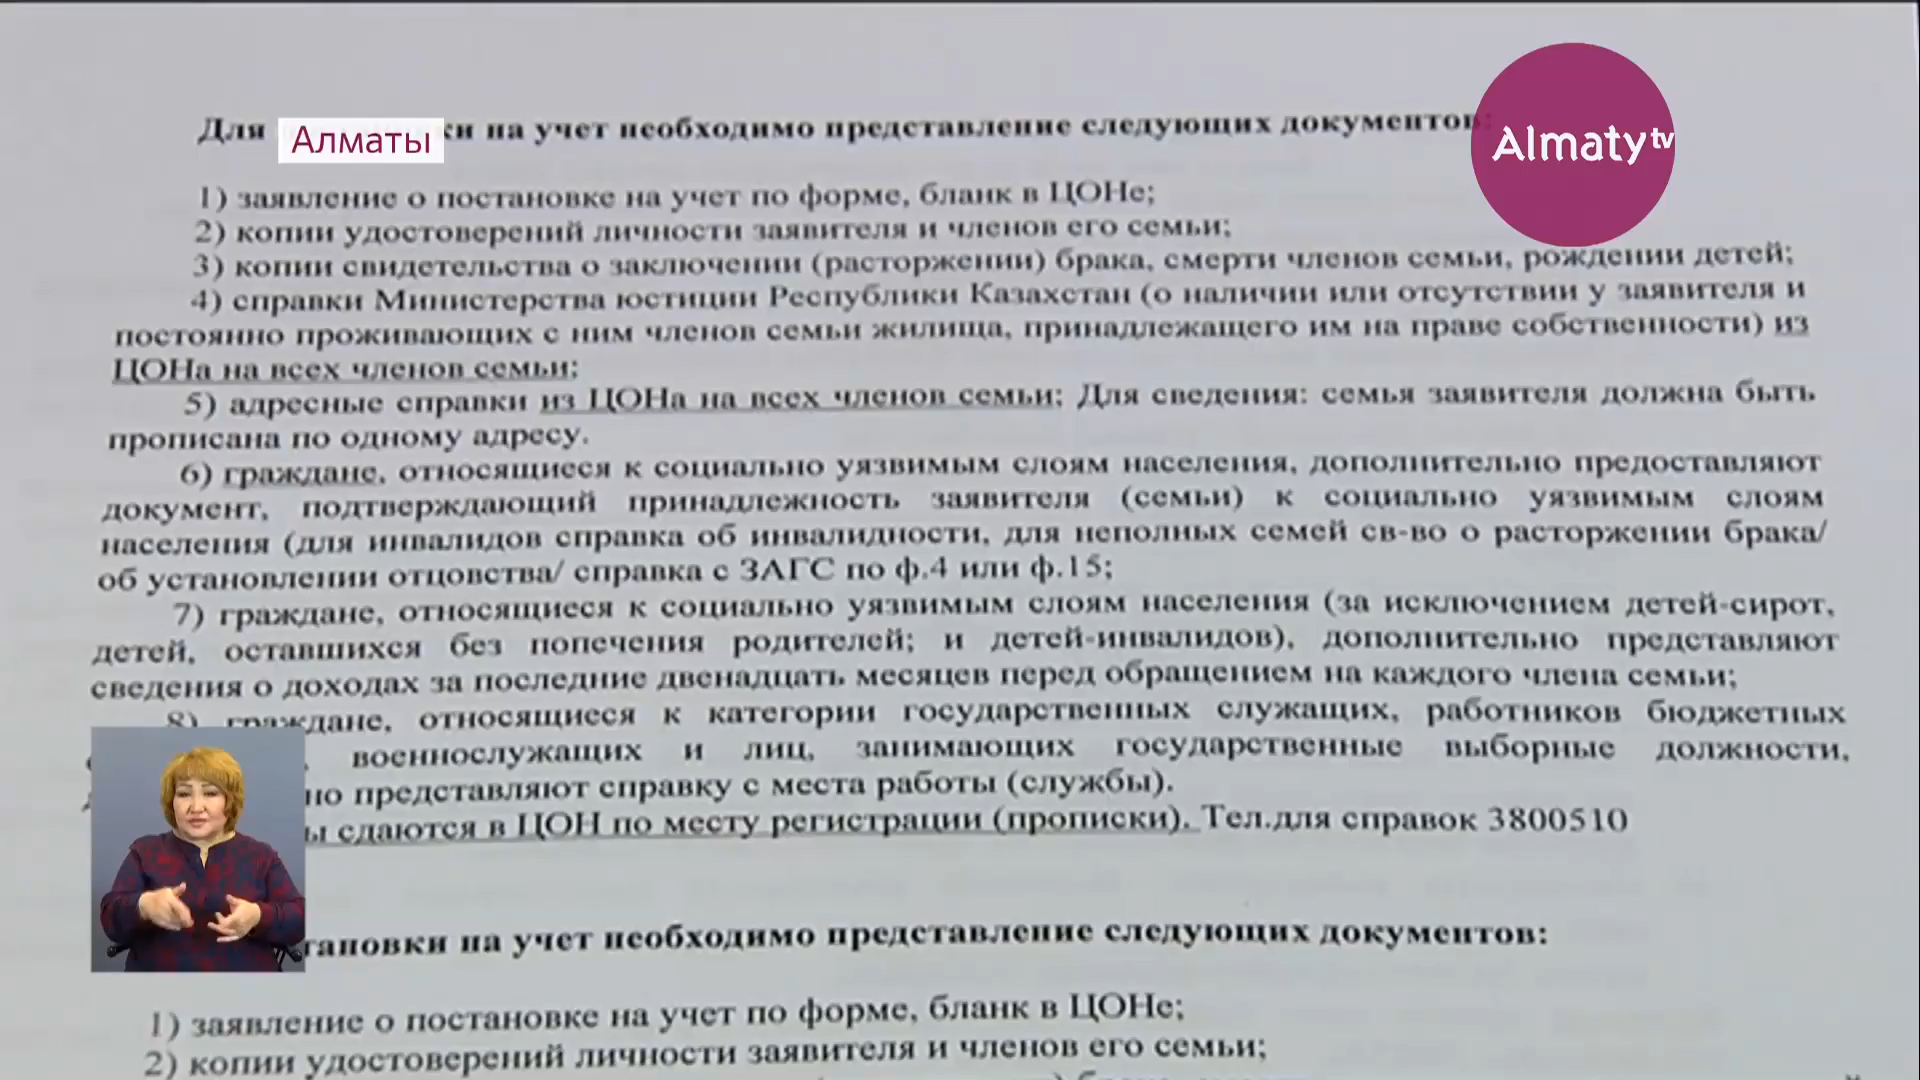 Для ки на учет необходимо представление следующих документов:
Алматы
Almaty tv
1) заявление о постановке на учет по форме, бланк в ЦОНе;
2) копии удостоверений личности заявителя и членов его семьи;
3) копии свидетельства о заключении (расторжении) брака, смерти членов семьи, рождении детей;
4) справки Министерства юстиции Республики Казахстан (о наличии или отсутствии у заявителя и
постоянно проживающих с ним членов семьи жилища, принадлежащего им на праве собственности) из
ЦОНа на всех членов семьи;
5) адресные справки из ЦОНа на всех членов семьи; Для сведения: семья заявителя должна быть
прописана по одному адресу.
6) граждане, относящиеся к социально уязвимым слоям населения, дополнительно предоставляют
документ, подтверждающий принадлежность заявителя (семьи) к социально уязвимым слоям
населения (для инвалидов справка об инвалидности, для неполных семей св-во о расторжении брака/
об установлении отцовства/ справка с ЗАГС по ф.4 или ф.15;
7) граждане, относящиеся к социально уязвимым слоям населения (за исключением детей-сирот,
детей, оставшихся без попечения родителей; и детей-инвалидов), дополнительно представляют
сведения о доходах за последние двенадцать месяцев перед обращением на каждого члена семьи;
8) граждане, относящиеся к категории государственных служащих, работников бюджетных
, военнослужащих и лиц, занимающих государственные выборные должности,
но представляют справку с места работы (службы).
ы сдаются в ЦОН по месту регистрации (прописки). Тел.для справок 3800510
тановки на учет необходимо представление следующих документов:
1) заявление о постановке на учет по форме, бланк в ЦОНе;
2) копии удостоверений личности заявителя и членов его семьи;